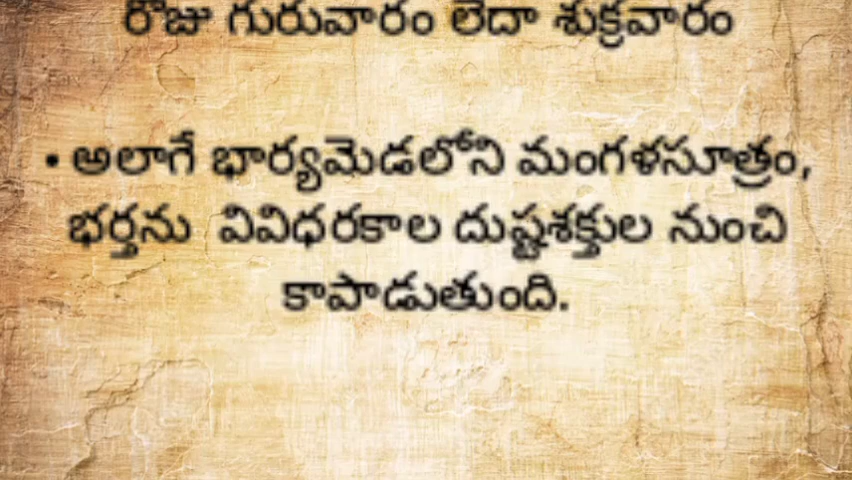 రోజు గురువారం లేదా శుక్రవారం
• అలాగే భార్యమెడలోని మంగళసూత్రం,
భర్తను వివిధరకాల దుష్టశక్తుల నుంచి
కాపాడుతుంది.